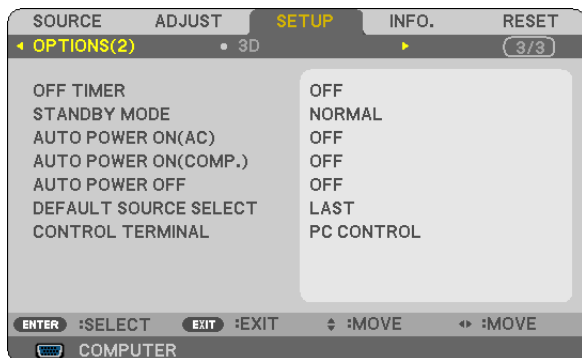 SOURCE ADJUST SETUP INFO. RESET
OPTIONS(2) 3D 3/3
OFF TIMER OFF
STANDBY MODE NORMAL
AUTO POWER ON(AC) OFF
AUTO POWER ON(COMP.) OFF
AUTO POWER OFF OFF
DEFAULT SOURCE SELECT LAST
CONTROL TERMINAL PC CONTROL
ENTER :SELECT EXIT :EXIT :MOVE :MOVE
COMPUTER